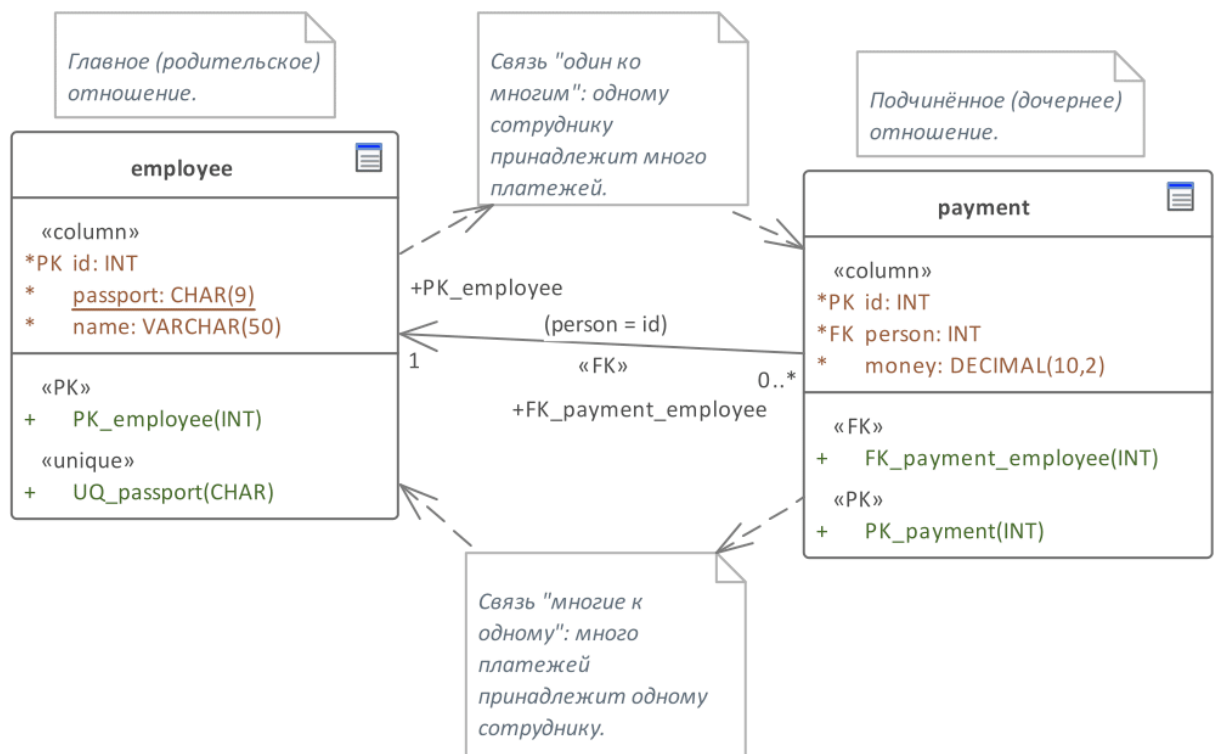 Главное (родительское)
отношение.
Связь "один ко
многим": одному
сотруднику
принадлежит много
платежей.
Подчинённое (дочернее)
отношение.
employee
«column»
*PK id: INT
* passport: CHAR(9)
* name: VARCHAR(50)
«PK»
+ PK_employee(INT)
«unique»
+ UQ_passport(CHAR)
+PK_employee
(person = id)
1
«FK»
0..*
+FK_payment_employee
payment
«column»
*PK id: INT
*FK person: INT
* money: DECIMAL(10,2)
«FK»
+ FK_payment_employee(INT)
«PK»
+ PK_payment(INT)
Связь "многие к
одному": много
платежей
принадлежит одному
сотруднику.